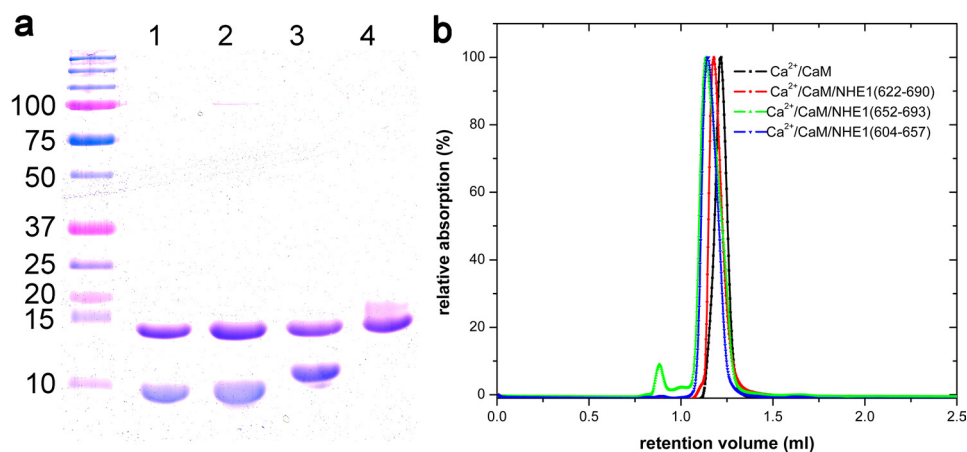 a
1 2 3 4
100
75
50
37
25
20
15
10
b
100
80
60
40
20
0
relative absorption (%)
Ca²⁺/CaM
Ca²⁺/CaM/NHE1(622-690)
Ca²⁺/CaM/NHE1(652-693)
Ca²⁺/CaM/NHE1(604-657)
0.0 0.5 1.0 1.5 2.0 2.5
retention volume (ml)